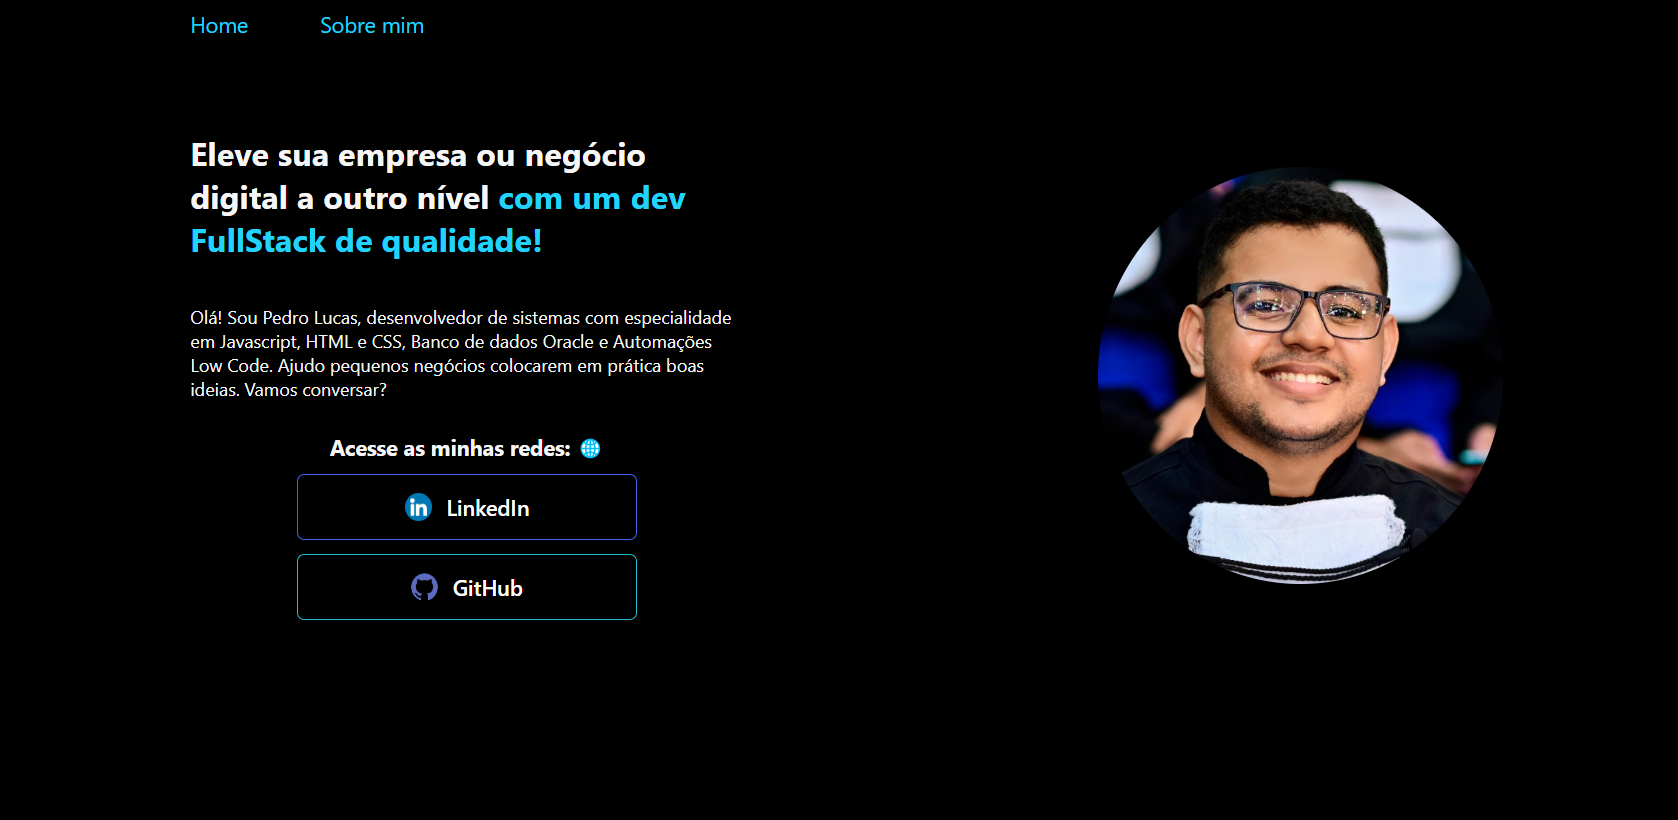 Home Sobre mim
Eleve sua empresa ou negócio
digital a outro nível com um dev
FullStack de qualidade!
Olá! Sou Pedro Lucas, desenvolvedor de sistemas com especialidade
em Javascript, HTML e CSS, Banco de dados Oracle e Automações
Low Code. Ajudo pequenos negócios colocarem em prática boas
ideias. Vamos conversar?
Acesse as minhas redes:
in LinkedIn
GitHub